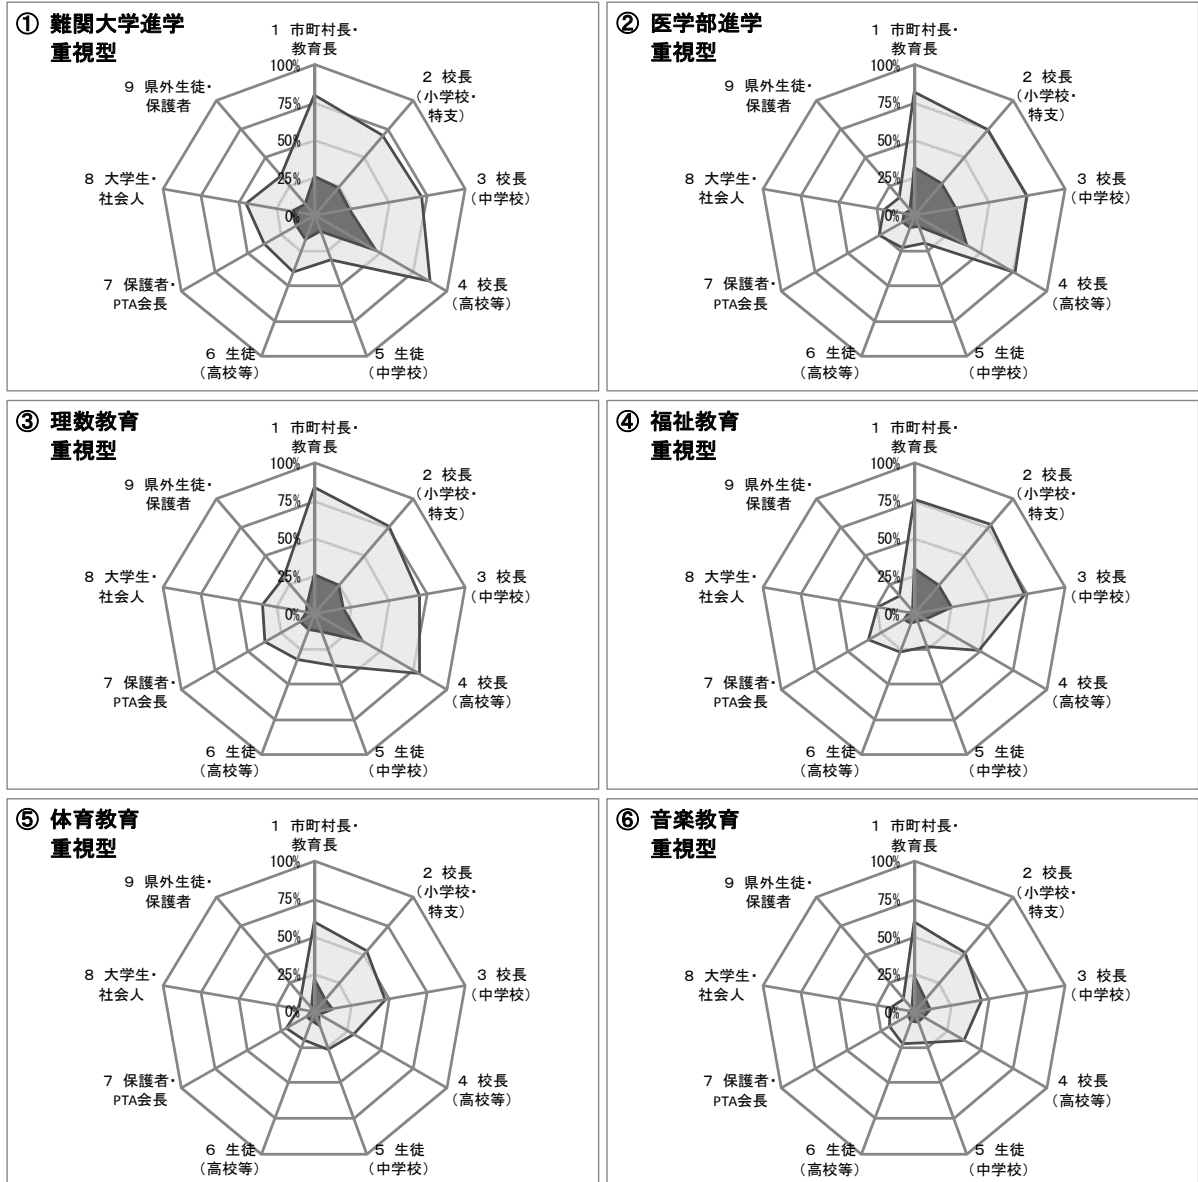 ① 難関大学進学
重視型
1 市町村長・
教育長
2 校長
(小学校・
特支)
3 校長
(中学校)
4 校長
(高校等)
5 生徒
(中学校)
6 生徒
(高校等)
7 保護者・
PTA会長
8 大学生・
社会人
9 県外生徒・
保護者
100%
75%
50%
25%
0%
② 医学部進学
重視型
1 市町村長・
教育長
2 校長
(小学校・
特支)
3 校長
(中学校)
4 校長
(高校等)
5 生徒
(中学校)
6 生徒
(高校等)
7 保護者・
PTA会長
8 大学生・
社会人
9 県外生徒・
保護者
100%
75%
50%
25%
0%
③ 理数教育
重視型
1 市町村長・
教育長
2 校長
(小学校・
特支)
3 校長
(中学校)
4 校長
(高校等)
5 生徒
(中学校)
6 生徒
(高校等)
7 保護者・
PTA会長
8 大学生・
社会人
9 県外生徒・
保護者
100%
75%
50%
25%
0%
④ 福祉教育
重視型
1 市町村長・
教育長
2 校長
(小学校・
特支)
3 校長
(中学校)
4 校長
(高校等)
5 生徒
(中学校)
6 生徒
(高校等)
7 保護者・
PTA会長
8 大学生・
社会人
9 県外生徒・
保護者
100%
75%
50%
25%
0%
⑤ 体育教育
重視型
1 市町村長・
教育長
2 校長
(小学校・
特支)
3 校長
(中学校)
4 校長
(高校等)
5 生徒
(中学校)
6 生徒
(高校等)
7 保護者・
PTA会長
8 大学生・
社会人
9 県外生徒・
保護者
100%
75%
50%
25%
0%
⑥ 音楽教育
重視型
1 市町村長・
教育長
2 校長
(小学校・
特支)
3 校長
(中学校)
4 校長
(高校等)
5 生徒
(中学校)
6 生徒
(高校等)
7 保護者・
PTA会長
8 大学生・
社会人
9 県外生徒・
保護者
100%
75%
50%
25%
0%